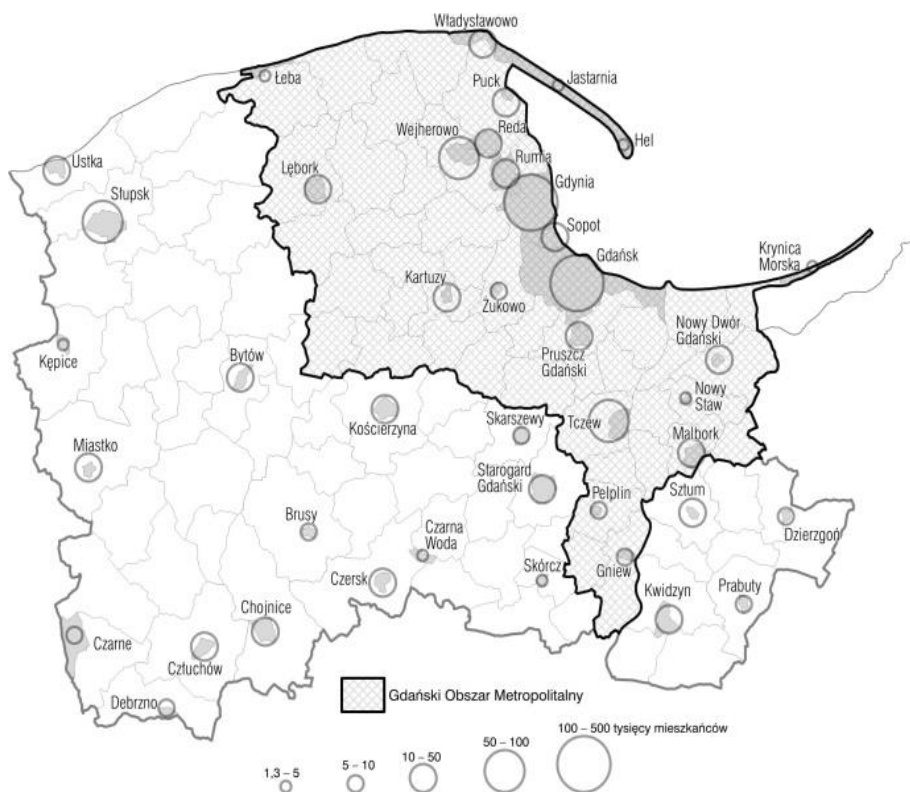 Władysławowo
Łeba
Jastarnia
Puck
Reda
Hel
Wejherowo
Rumia
Ustka
Lębork
Gdynia
Słupsk
Sopot
Gdańsk
Krynica
Morska
Kartuzy
Żukowo
Nowy Dwór
Gdański
Kępice
Bytów
Pruszcz
Gdański
Nowy
Staw
Kościerzyna
Skarszewy
Tczew
Malbork
Miastko
Starogard
Gdański
Pelplin
Sztum
Brusy
Czarna
Woda
Dzierzgoń
Gniew
Czersk
Skórcz
Kwidzyn
Prabuty
Chojnice
Czarne
Człuchów
Debrzno
Gdański Obszar Metropolitalny
1,3 – 5
5 – 10
10 – 50
50 – 100
100 – 500 tysięcy mieszkańców